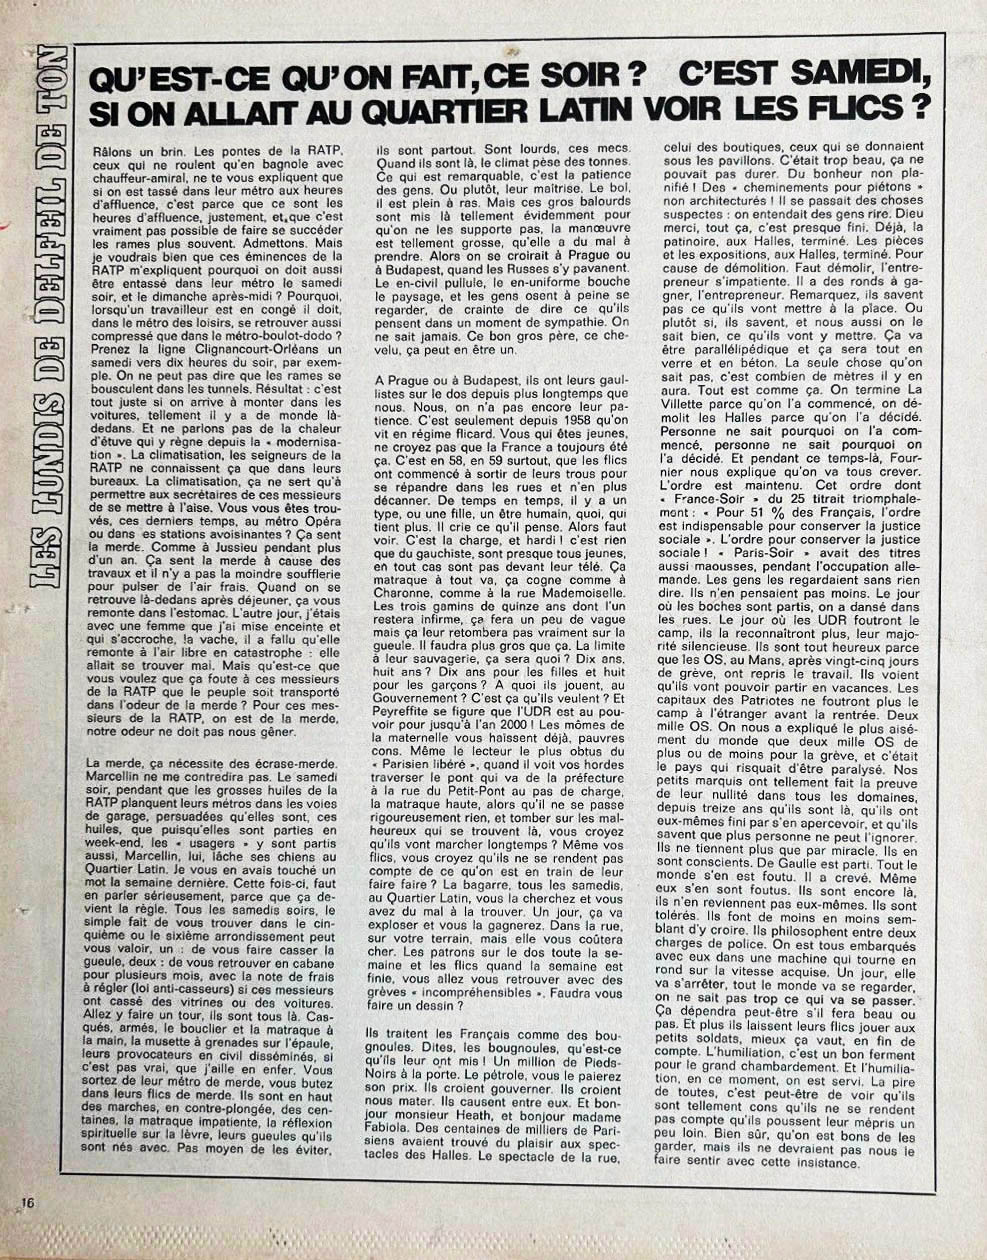 LES LUNDIS DE DELFEIL DE TON
QU'EST-CE QU'ON FAIT, CE SOIR ? C'EST SAMEDI,
SI ON ALLAIT AU QUARTIER LATIN VOIR LES FLICS ?
Râlons un brin. Les pontes de la RATP,
ceux qui ne roulent qu'en bagnole avec
chauffeur-amiral, ne te vous expliquent que
si on est tassé dans leur métro aux heures
d'affluence, c'est parce que ce sont les
heures d'affluence, justement, et que c'est
vraiment pas possible de faire se succéder
les rames plus souvent. Admettons. Mais
je voudrais bien que ces éminences de la
RATP m'expliquent pourquoi on doit aussi
être entassé dans leur métro le samedi
soir, et le dimanche après-midi ? Pourquoi,
lorsqu'un travailleur est en congé il doit,
dans le métro des loisirs, se retrouver aussi
compressé que dans le métro-boulot-dodo ?
Prenez la ligne Clignancourt-Orléans un
samedi vers dix heures du soir, par exem-
ple. On ne peut pas dire que les rames se
bousculent dans les tunnels. Résultat : c'est
tout juste si on arrive à monter dans les
voitures, tellement il y a de monde là-
dedans. Et ne parlons pas de la chaleur
d'étuve qui y règne depuis la « modernisa-
tion ». La climatisation, les seigneurs de la
RATP ne connaissent ça que dans leurs
bureaux. La climatisation, ça ne sert qu'à
permettre aux secrétaires de ces messieurs
de se mettre à l'aise. Vous vous êtes trou-
vés, ces derniers temps, au métro Opéra
ou dans es stations avoisinantes ? Ça sent
la merde. Comme à Jussieu pendant plus
d'un an. Ça sent la merde à cause des
travaux et il n'y a pas la moindre soufflerie
pour pulser de l'air frais. Quand on se
retrouve là-dedans après déjeuner, ça vous
remonte dans l'estomac. L'autre jour, j'étais
avec une femme que j'ai mise enceinte et
qui s'accroche, la vache, il a fallu qu'elle
remonte à l'air libre en catastrophe : elle
allait se trouver mal. Mais qu'est-ce que
vous voulez que ça foute à ces messieurs
de la RATP que le peuple soit transporté
dans l'odeur de la merde ? Pour ces mes-
sieurs de la RATP, on est de la merde,
notre odeur ne doit pas nous gêner.
La merde, ça nécessite des écrase-merde.
Marcellin ne me contredira pas. Le samedi
soir, pendant que les grosses huiles de la
RATP planquent leurs métros dans les voies
de garage, persuadées qu'elles sont, ces
huiles, que puisqu'elles sont parties en
week-end, les « usagers » y sont partis
aussi, Marcellin, lui, lâche ses chiens au
Quartier Latin. Je vous en avais touché un
mot la semaine dernière. Cette fois-ci, faut
en parler sérieusement, parce que ça de-
vient la règle. Tous les samedis soirs, le
simple fait de vous trouver dans le cin-
quième ou le sixième arrondissement peut
vous valoir, un : de vous faire casser la
gueule, deux : de vous retrouver en cabane
pour plusieurs mois, avec la note de frais
à régler (loi anti-casseurs) si ces messieurs
ont cassé des vitrines ou des voitures.
Allez y faire un tour, ils sont tous là. Cas-
qués, armés, le bouclier et la matraque à
la main, la musette à grenades sur l'épaule,
leurs provocateurs en civil disséminés, si
c'est pas vrai, que j'aille en enfer. Vous
sortez de leur métro de merde, vous butez
dans leurs flics de merde. Ils sont en haut
des marches, en contre-plongée, des cen-
taines, la matraque impatiente, la réflexion
spirituelle sur la lèvre, leurs gueules qu'ils
sont nés avec. Pas moyen de les éviter,
ils sont partout. Sont lourds, ces mecs.
Quand ils sont là, le climat pèse des tonnes.
Ce qui est remarquable, c'est la patience
des gens. Ou plutôt, leur maîtrise. Le bol,
il est plein à ras. Mais ces gros balourds
sont mis là tellement évidemment pour
qu'on ne les supporte pas, la manœuvre
est tellement grosse, qu'elle a du mal à
prendre. Alors on se croirait à Prague ou
à Budapest, quand les Russes s'y pavanent.
Le en-civil pullule, le en-uniforme bouche
le paysage, et les gens osent à peine se
regarder, de crainte de dire ce qu'ils
pensent dans un moment de sympathie. On
ne sait jamais. Ce bon gros père, ce che-
velu, ça peut en être un.
A Prague ou à Budapest, ils ont leurs gaul-
listes sur le dos depuis plus longtemps que
nous. Nous, on n'a pas encore leur pa-
tience. C'est seulement depuis 1958 qu'on
vit en régime flicard. Vous qui êtes jeunes,
ne croyez pas que la France a toujours été
ça. C'est en 58, en 59 surtout, que les flics
ont commencé à sortir de leurs trous pour
se répandre dans les rues et n'en plus
décanner. De temps en temps, il y a un
type, ou une fille, un être humain, quoi, qui
tient plus. Il crie ce qu'il pense. Alors faut
voir. C'est la charge, et hardi ! c'est rien
que du gauchiste, sont presque tous jeunes,
en tout cas sont pas devant leur télé. Ça
matraque à tout va, ça cogne comme à
Charonne, comme à la rue Mademoiselle.
Les trois gamins de quinze ans dont l'un
restera infirme, ça fera un peu de vague
mais ça leur retombera pas vraiment sur la
gueule. Il faudra plus gros que ça. La limite
à leur sauvagerie, ça sera quoi ? Dix ans,
huit ans ? Dix ans pour les filles et huit
pour les garçons ? A quoi ils jouent, au
Gouvernement ? C'est ça qu'ils veulent ? Et
Peyreffite se figure que l'UDR est au pou-
voir pour jusqu'à l'an 2000 ! Les mômes de
la maternelle vous haïssent déjà, pauvres
cons. Même le lecteur le plus obtus du
« Parisien libéré », quand il voit vos hordes
traverser le pont qui va de la préfecture
à la rue du Petit-Pont au pas de charge,
la matraque haute, alors qu'il ne se passe
rigoureusement rien, et tomber sur les mal-
heureux qui se trouvent là, vous croyez
qu'ils vont marcher longtemps ? Même vos
flics, vous croyez qu'ils ne se rendent pas
compte de ce qu'on est en train de leur
faire faire ? La bagarre, tous les samedis,
au Quartier Latin, vous la cherchez et vous
avez du mal à la trouver. Un jour, ça va
exploser et vous la gagnerez. Dans la rue,
sur votre terrain, mais elle vous coûtera
cher. Les patrons sur le dos toute la se-
maine et les flics quand la semaine est
finie, vous allez vous retrouver avec des
grèves « incompréhensibles ». Faudra vous
faire un dessin ?
Ils traitent les Français comme des bou-
gnoules. Dites, les bougnoules, qu'est-ce
qu'ils leur ont mis ! Un million de Pieds-
Noirs à la porte. Le pétrole, vous le paierez
son prix. Ils croient gouverner. Ils croient
nous mater. Ils causent entre eux. Et bon-
jour monsieur Heath, et bonjour madame
Fabiola. Des centaines de milliers de Pari-
siens avaient trouvé du plaisir aux spec-
tacles des Halles. Le spectacle de la rue,
celui des boutiques, ceux qui se donnaient
sous les pavillons. C'était trop beau, ça ne
pouvait pas durer. Du bonheur non pla-
nifié ! Des « cheminements pour piétons »
non architecturés ! Il se passait des choses
suspectes : on entendait des gens rire. Dieu
merci, tout ça, c'est presque fini. Déjà, la
patinoire, aux Halles, terminé. Les pièces
et les expositions, aux Halles, terminé. Pour
cause de démolition. Faut démolir, l'entre-
preneur s'impatiente. Il a des ronds à ga-
gner, l'entrepreneur. Remarquez, ils savent
pas ce qu'ils vont mettre à la place. Ou
plutôt si, ils savent, et nous aussi on le
sait bien, ce qu'ils vont y mettre. Ça va
être parallélipédique et ça sera tout en
verre et en béton. La seule chose qu'on
sait pas, c'est combien de mètres il y en
aura. Tout est comme ça. On termine La
Villette parce qu'on l'a commencé, on dé-
molit les Halles parce qu'on l'a décidé.
Personne ne sait pourquoi on l'a com-
mencé, personne ne sait pourquoi on
l'a décidé. Et pendant ce temps-là, Four-
nier nous explique qu'on va tous crever.
L'ordre est maintenu. Cet ordre dont
« France-Soir » du 25 titrait triomphale-
ment : « Pour 51 % des Français, l'ordre
est indispensable pour conserver la justice
sociale ». L'ordre pour conserver la justice
sociale ! « Paris-Soir » avait des titres
aussi maousses, pendant l'occupation alle-
mande. Les gens les regardaient sans rien
dire. Ils n'en pensaient pas moins. Le jour
où les boches sont partis, on a dansé dans
les rues. Le jour où les UDR foutront le
camp, ils la reconnaîtront plus, leur majo-
rité silencieuse. Ils sont tout heureux parce
que les OS, au Mans, après vingt-cinq jours
de grève, ont repris le travail. Ils voient
qu'ils vont pouvoir partir en vacances. Les
capitaux des Patriotes ne foutront plus le
camp à l'étranger avant la rentrée. Deux
mille OS. On nous a expliqué le plus aisé-
ment du monde que deux mille OS de
plus ou de moins pour la grève, et c'était
le pays qui risquait d'être paralysé. Nos
petits marquis ont tellement fait la preuve
de leur nullité dans tous les domaines,
depuis treize ans qu'ils sont là, qu'ils ont
eux-mêmes fini par s'en apercevoir, et qu'ils
savent que plus personne ne peut l'ignorer.
Ils ne tiennent plus que par miracle. Ils en
sont conscients. De Gaulle est parti. Tout le
monde s'en est foutu. Il a crevé. Même
eux s'en sont foutus. Ils sont encore là,
ils n'en reviennent pas eux-mêmes. Ils sont
tolérés. Ils font de moins en moins sem-
blant d'y croire. Ils philosophent entre deux
charges de police. On est tous embarqués
avec eux dans une machine qui tourne en
rond sur la vitesse acquise. Un jour, elle
va s'arrêter, tout le monde va se regarder,
on ne sait pas trop ce qui va se passer.
Ça dépendra peut-être s'il fera beau ou
pas. Et plus ils laissent leurs flics jouer aux
petits soldats, mieux ça vaut, en fin de
compte. L'humiliation, c'est un bon ferment
pour le grand chambardement. Et l'humilia-
tion, en ce moment, on est servi. La pire
de toutes, c'est peut-être de voir qu'ils
sont tellement cons qu'ils ne se rendent
pas compte qu'ils poussent leur mépris un
peu loin. Bien sûr, qu'on est bons de les
garder, mais ils ne devraient pas nous le
faire sentir avec cette insistance.
16